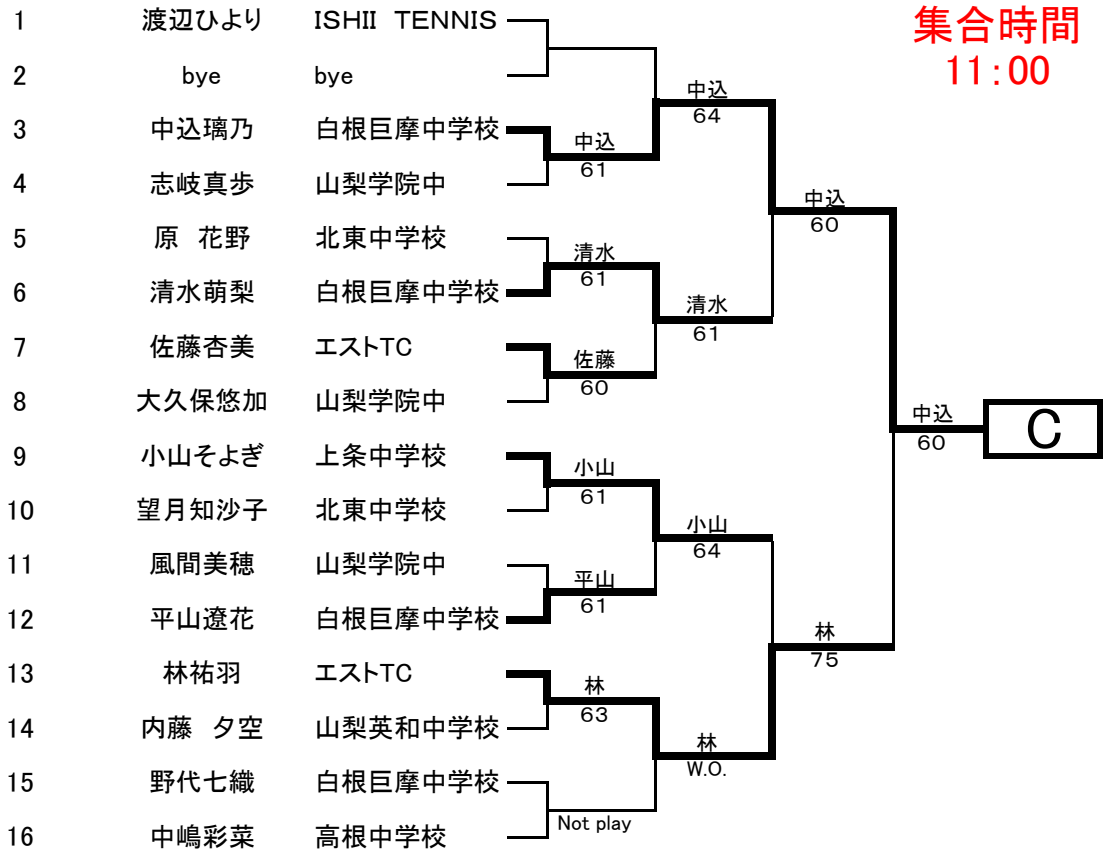 1 渡辺ひより ISHII TENNIS
集合時間
11:00
2 bye bye
中込
64
3 中込璃乃 白根巨摩中学校
中込
61
4 志岐真歩 山梨学院中
中込
60
5 原 花野 北東中学校
清水
61
6 清水萌梨 白根巨摩中学校
清水
61
7 佐藤杏美 エストTC
佐藤
60
8 大久保悠加 山梨学院中
中込
60
C
9 小山そよぎ 上条中学校
小山
61
10 望月知沙子 北東中学校
小山
64
11 風間美穂 山梨学院中
平山
61
12 平山遼花 白根巨摩中学校
林
75
13 林祐羽 エストTC
林
63
14 内藤 夕空 山梨英和中学校
林
W.O.
15 野代七織 白根巨摩中学校
Not play
16 中嶋彩菜 高根中学校